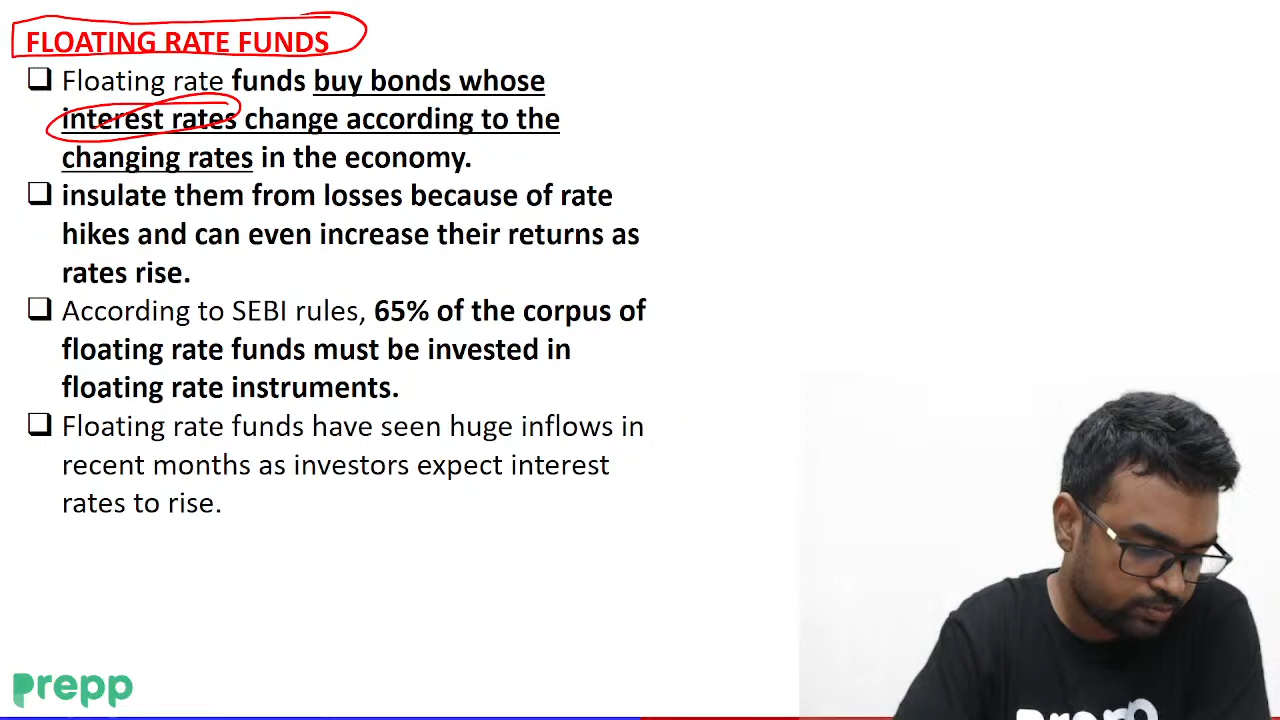 FLOATING RATE FUNDS
Floating rate funds buy bonds whose
interest rates change according to the
changing rates in the economy.
insulate them from losses because of rate
hikes and can even increase their returns as
rates rise.
According to SEBI rules, 65% of the corpus of
floating rate funds must be invested in
floating rate instruments.
Floating rate funds have seen huge inflows in
recent months as investors expect interest
rates to rise.
prepp